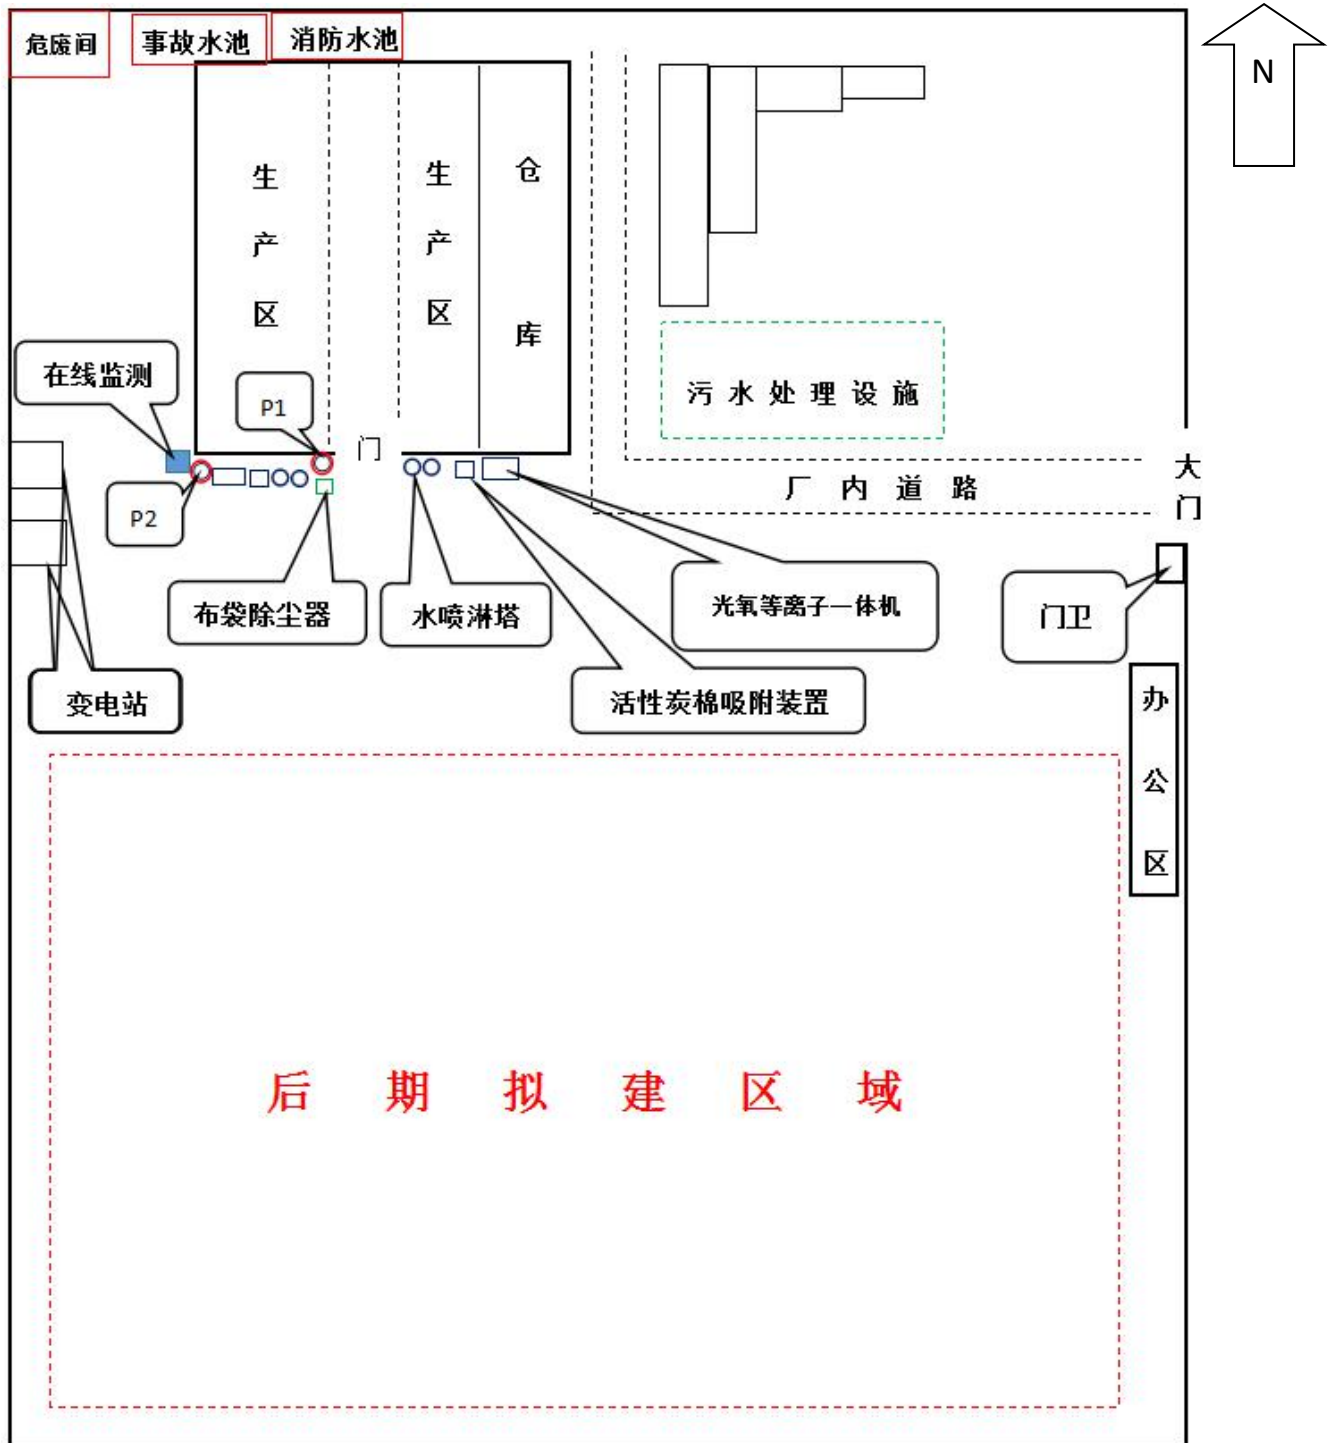 危废间
事故水池
消防水池
N
生产区
生产区
仓库
在线监测
P1
门
污水处理设施
大门
厂内道路
P2
布袋除尘器
水喷淋塔
光氧等离子一体机
门卫
变电站
活性炭棉吸附装置
办公区
后期拟建区域